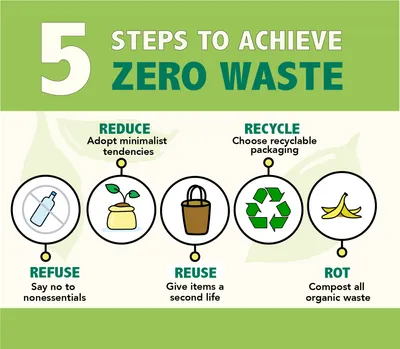 5 STEPS TO ACHIEVE
ZERO WASTE
REDUCE
Adopt minimalist
tendencies
RECYCLE
Choose recyclable
packaging
REFUSE
Say no to
nonessentials
REUSE
Give items a
second life
ROT
Compost all
organic waste